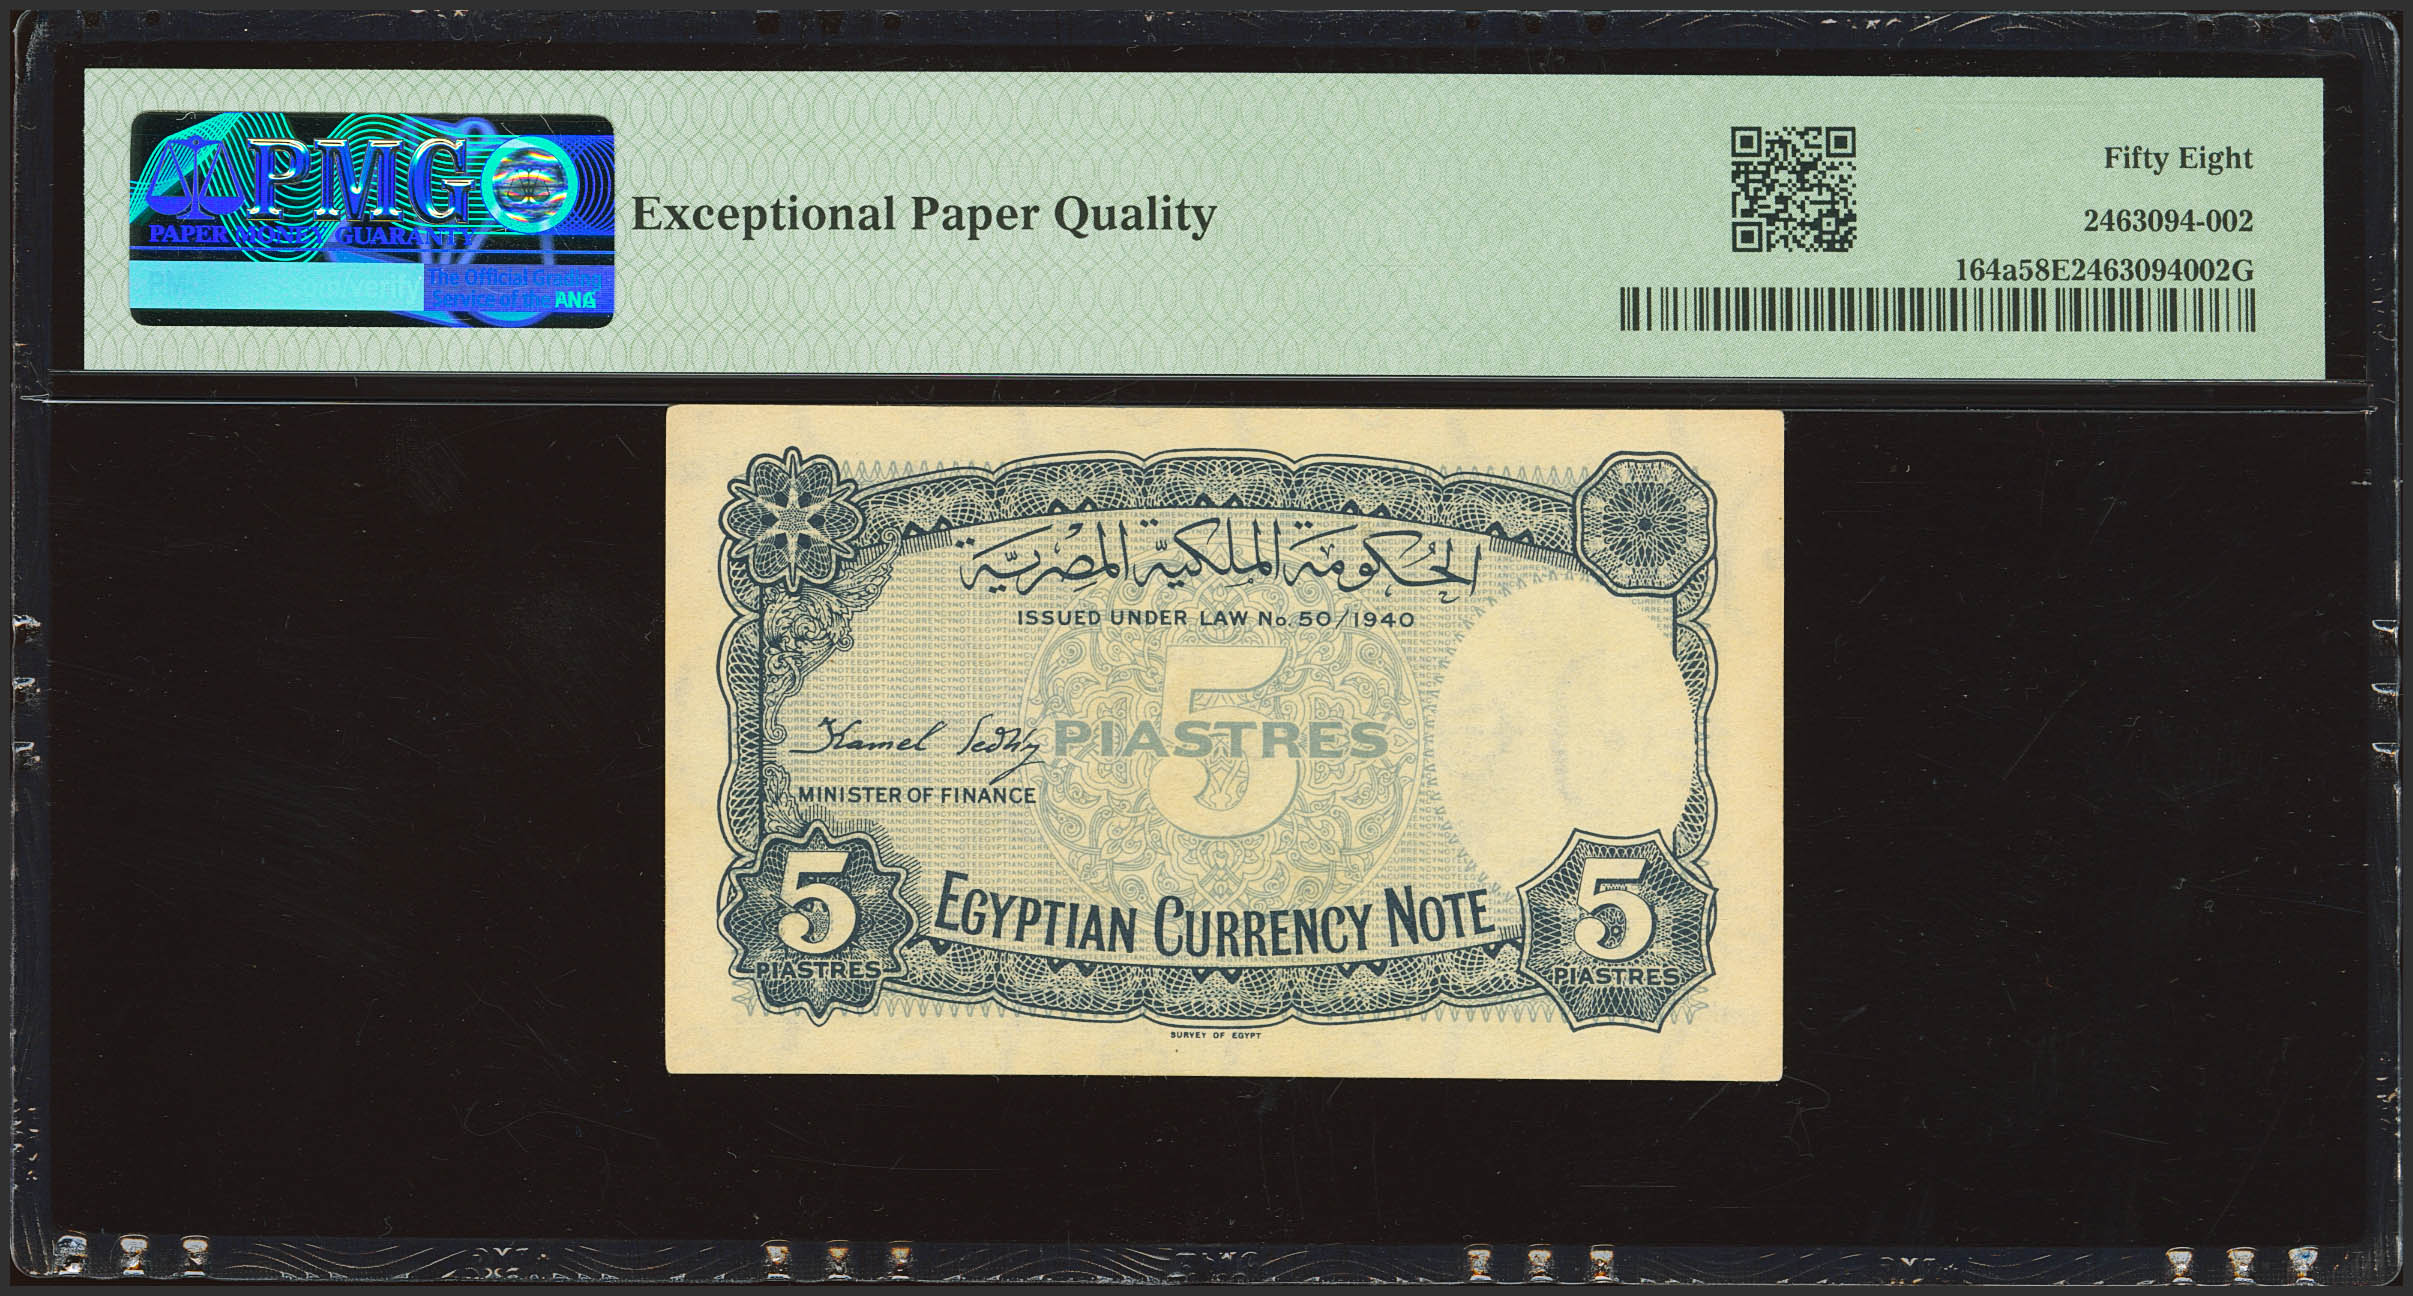 PMG
PAPER MONEY GUARANTY
The Official Grading
Service of the ANA
Exceptional Paper Quality
Fifty Eight
2463094-002
164a58E2463094002G
الحكومة الملكية المصرية
ISSUED UNDER LAW No. 50/1940
5
PIASTRES
Kamel Sedky
MINISTER OF FINANCE
EGYPTIAN CURRENCY NOTE
5
PIASTRES
5
PIASTRES
SURVEY OF EGYPT